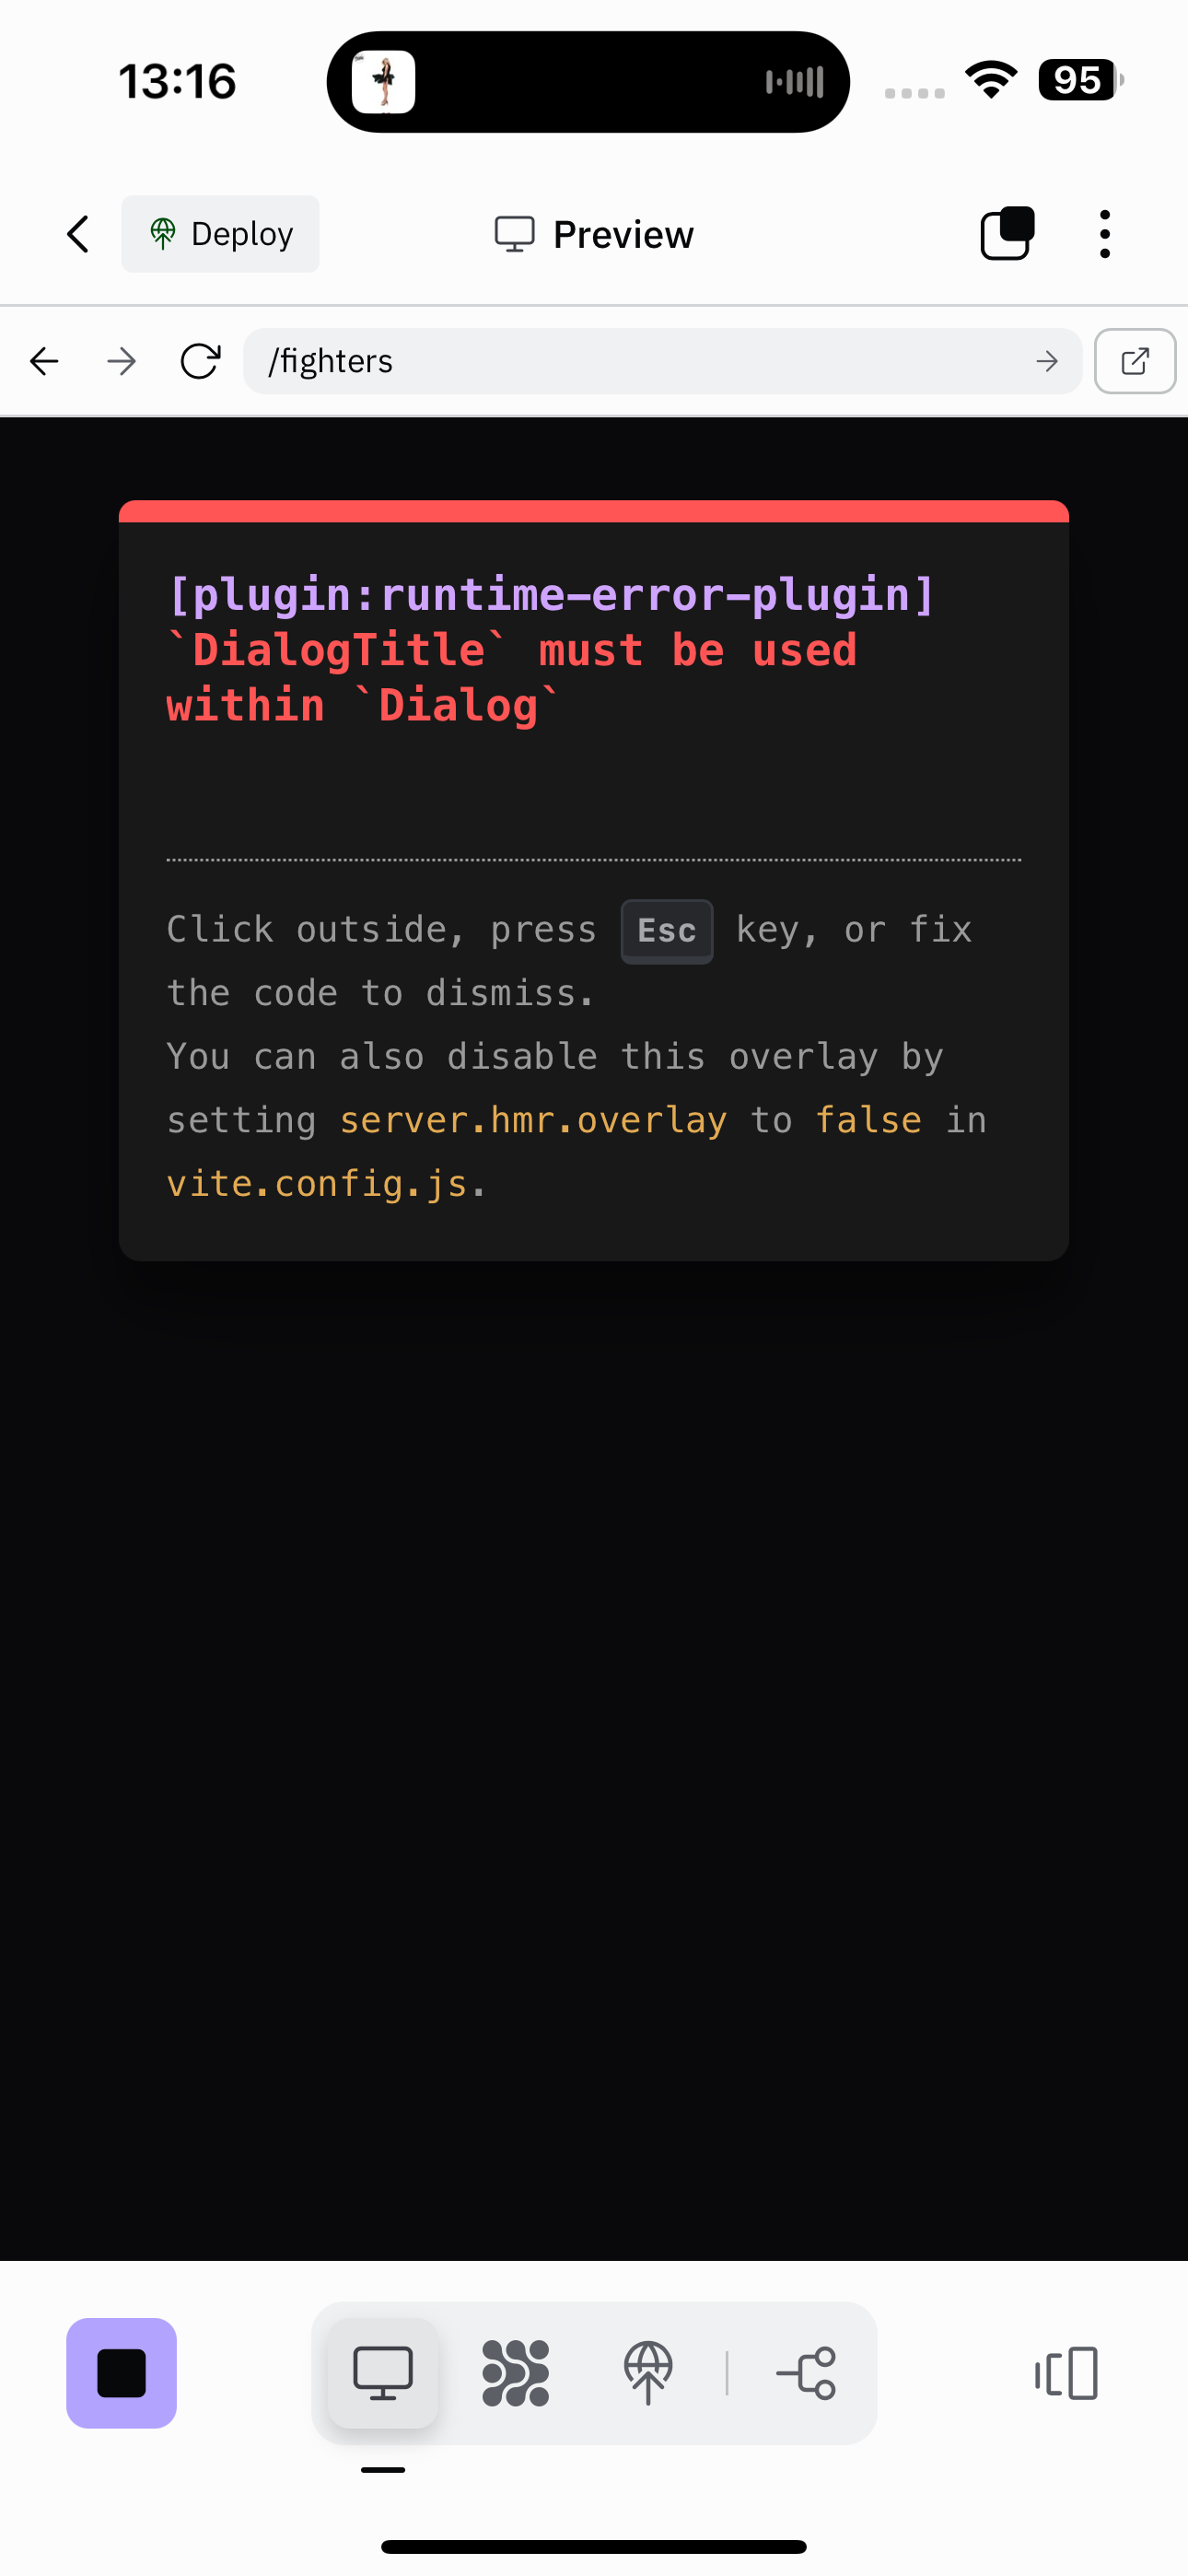 13:16
95
Deploy
Preview
/fighters
[plugin:runtime-error-plugin]
`DialogTitle` must be used
within `Dialog`
Click outside, press Esc key, or fix
the code to dismiss.
You can also disable this overlay by
setting server.hmr.overlay to false in
vite.config.js.